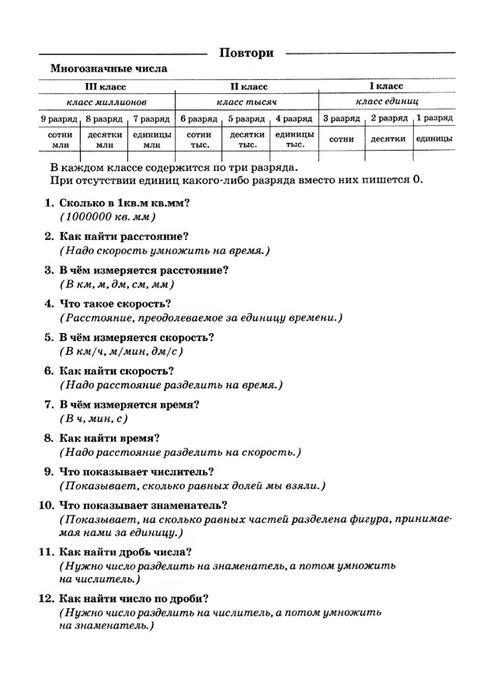 Повтори
Многозначные числа
III класс II класс I класс
класс миллионов класс тысяч класс единиц
9 разряд 8 разряд 7 разряд 6 разряд 5 разряд 4 разряд 3 разряд 2 разряд 1 разряд
сотни млн десятки млн единицы млн сотни тыс. десятки тыс. единицы тыс. сотни десятки единицы
В каждом классе содержится по три разряда.
При отсутствии единиц какого-либо разряда вместо них пишется 0.
1. Сколько в 1кв.м кв.мм?
(1000000 кв. мм)
2. Как найти расстояние?
(Надо скорость умножить на время.)
3. В чём измеряется расстояние?
(В км, м, дм, см, мм)
4. Что такое скорость?
(Расстояние, преодолеваемое за единицу времени.)
5. В чём измеряется скорость?
(В км/ч, м/мин, дм/с)
6. Как найти скорость?
(Надо расстояние разделить на время.)
7. В чём измеряется время?
(В ч, мин, с)
8. Как найти время?
(Надо расстояние разделить на скорость.)
9. Что показывает числитель?
(Показывает, сколько равных долей мы взяли.)
10. Что показывает знаменатель?
(Показывает, на сколько равных частей разделена фигура, принимае-
мая нами за единицу.)
11. Как найти дробь числа?
(Нужно число разделить на знаменатель, а потом умножить
на числитель.)
12. Как найти число по дроби?
(Нужно число разделить на числитель, а потом умножить
на знаменатель.)